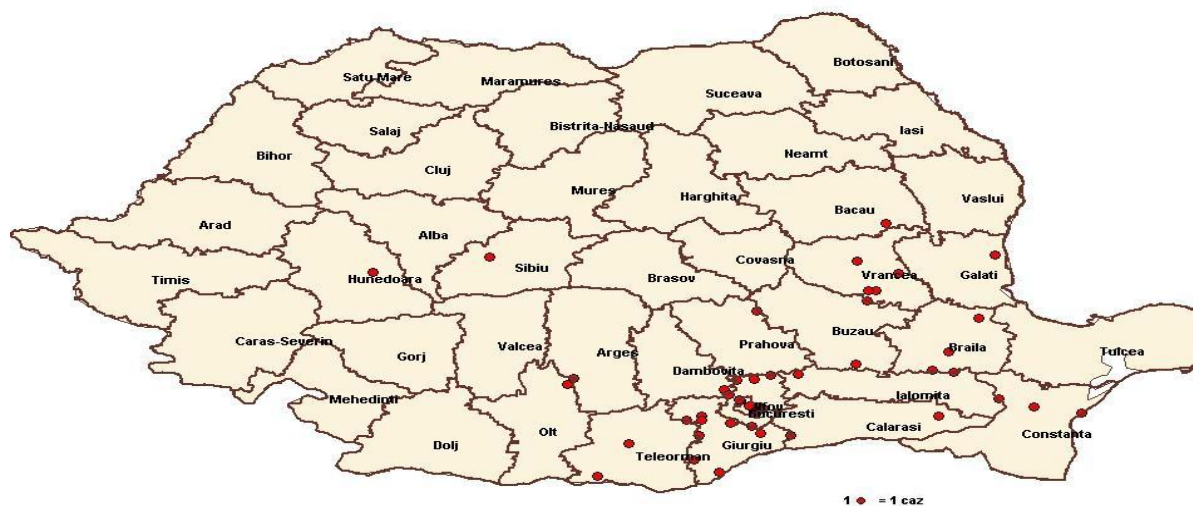 Botosani
Satu Mare
Maramures
Suceava
Salaj
Bistrita-Nasaud
Iasi
Bihor
Cluj
Neamt
Mures
Harghita
Vaslui
Bacau
Arad
Alba
Covasna
Sibiu
Vrancea
Galati
Timis
Hunedoara
Brasov
Buzau
Caras-Severin
Gorj
Valcea
Arges
Prahova
Braila
Tulcea
Dambovita
Mehedinti
Ialomita
Ilfov
Bucuresti
Calarasi
Olt
Constanta
Dolj
Teleorman
Giurgiu
1 = 1 caz